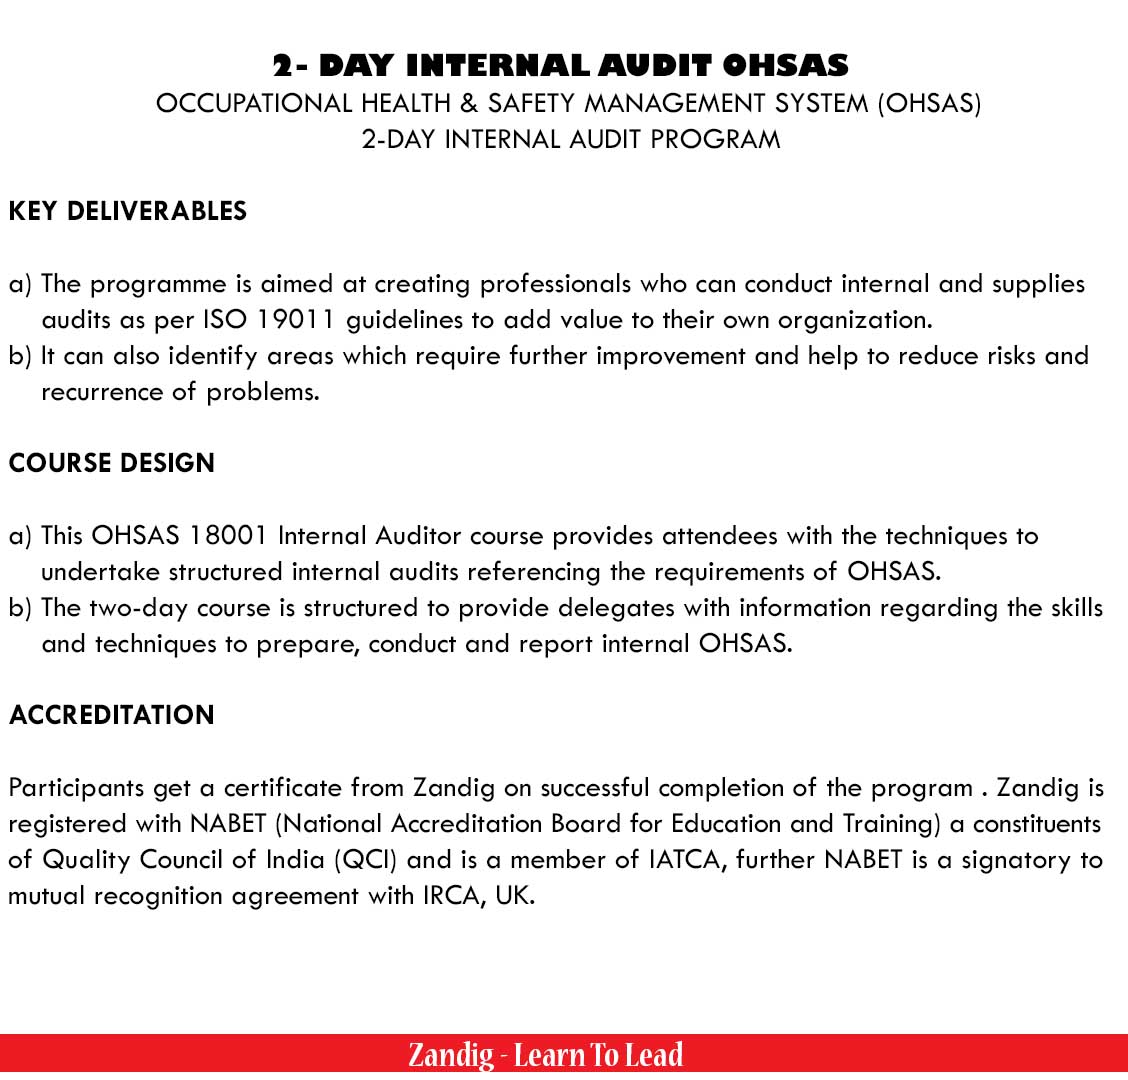 2- DAY INTERNAL AUDIT OHSAS
OCCUPATIONAL HEALTH & SAFETY MANAGEMENT SYSTEM (OHSAS)
2-DAY INTERNAL AUDIT PROGRAM
KEY DELIVERABLES
a) The programme is aimed at creating professionals who can conduct internal and supplies
audits as per ISO 19011 guidelines to add value to their own organization.
b) It can also identify areas which require further improvement and help to reduce risks and
recurrence of problems.
COURSE DESIGN
a) This OHSAS 18001 Internal Auditor course provides attendees with the techniques to
undertake structured internal audits referencing the requirements of OHSAS.
b) The two-day course is structured to provide delegates with information regarding the skills
and techniques to prepare, conduct and report internal OHSAS.
ACCREDITATION
Participants get a certificate from Zandig on successful completion of the program . Zandig is
registered with NABET (National Accreditation Board for Education and Training) a constituents
of Quality Council of India (QCI) and is a member of IATCA, further NABET is a signatory to
mutual recognition agreement with IRCA, UK.
Zandig - Learn To Lead